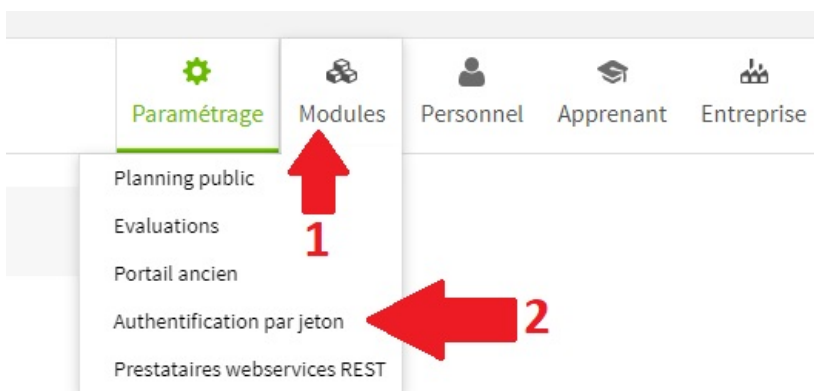 Paramétrage Modules Personnel Apprenant Entreprise
Planning public
Evaluations
1
Portail ancien
Authentification par jeton
2
Prestataires webservices REST